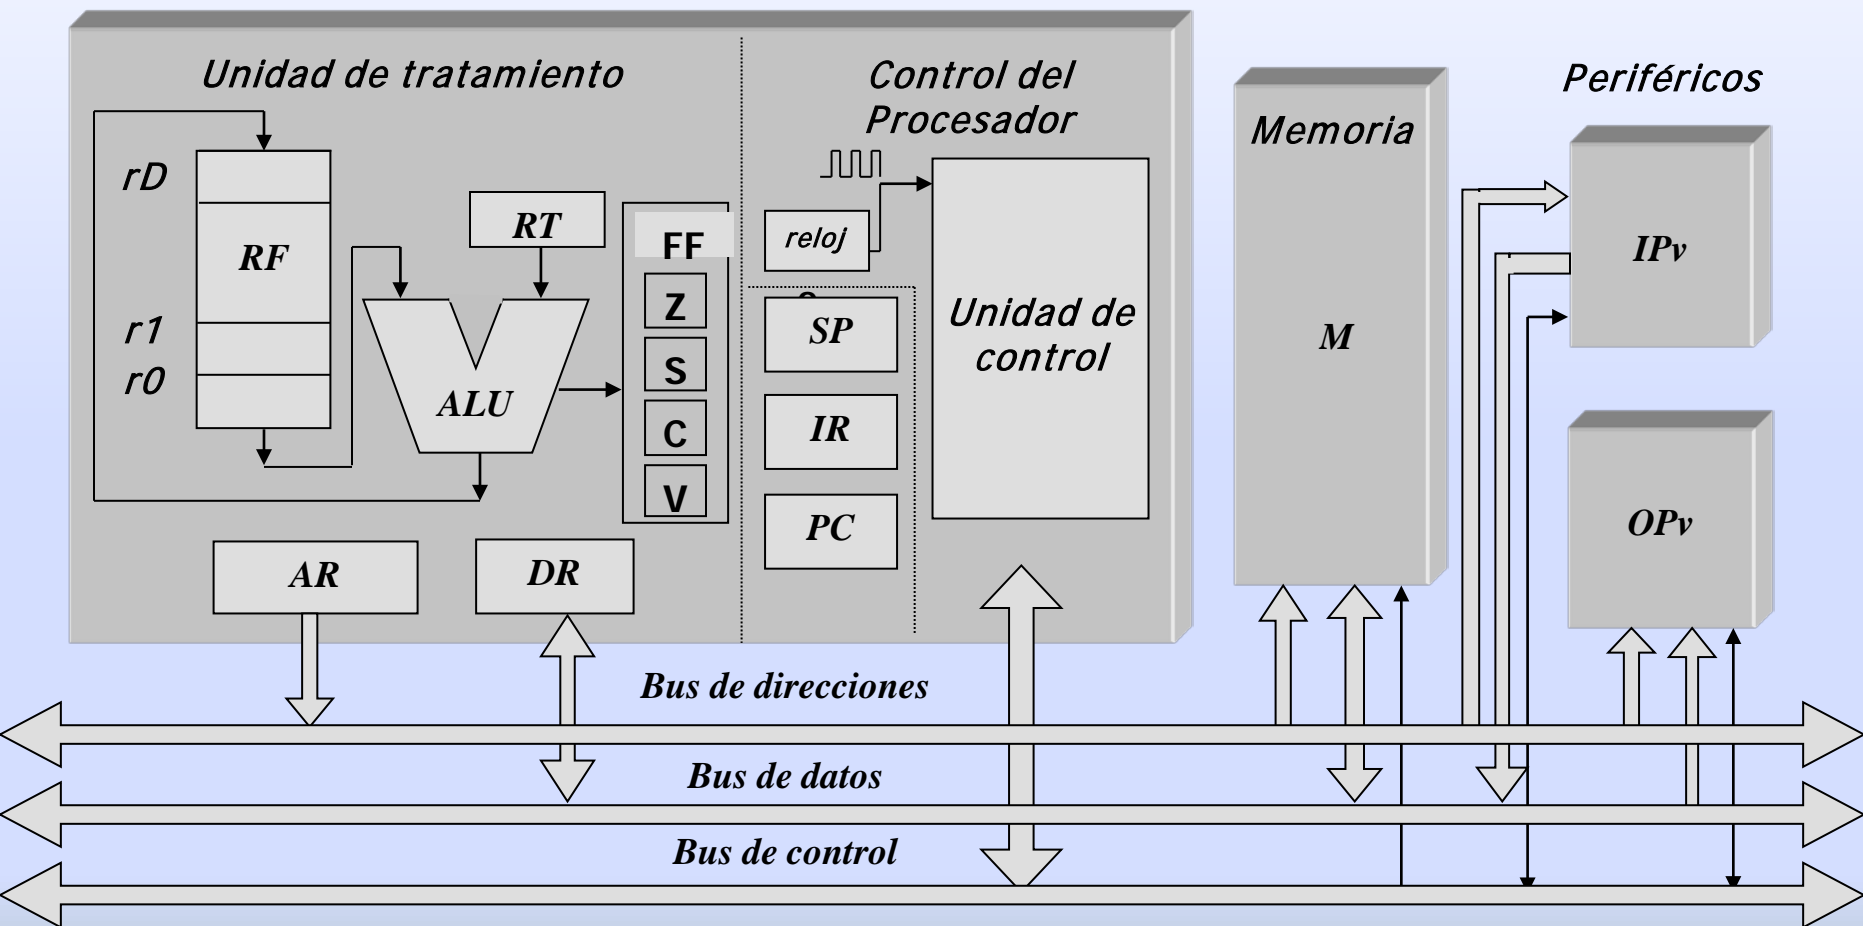 Unidad de tratamiento
rD
RF
r1
r0
RT
ALU
FF
Z
S
C
V
AR
DR
Control del
Procesador
reloj
SP
IR
PC
Unidad de
control
Memoria
M
Periféricos
IPv
OPv
Bus de direcciones
Bus de datos
Bus de control